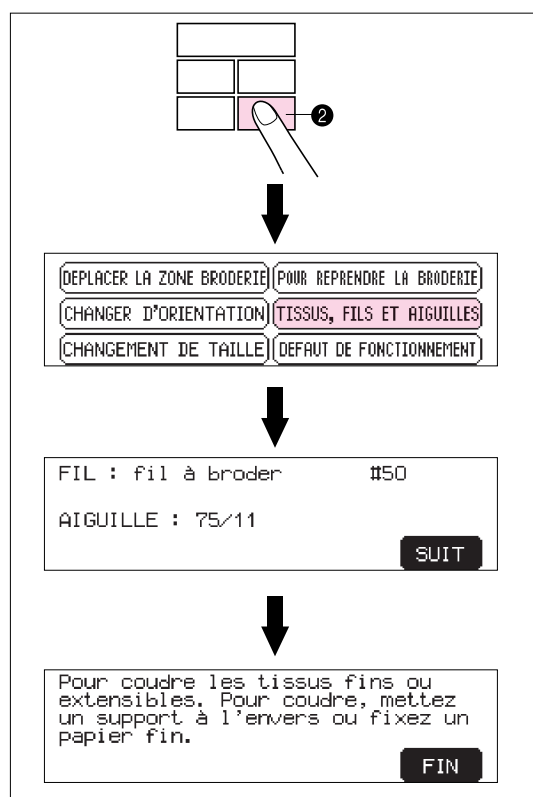 2
DEPLACER LA ZONE BRODERIE POUR REPRENDRE LA BRODERIE
CHANGER D'ORIENTATION TISSUS, FILS ET AIGUILLES
CHANGEMENT DE TAILLE DEFAUT DE FONCTIONNEMENT
FIL : fil à broder #50
AIGUILLE : 75/11
SUIT
Pour coudre les tissus fins ou
extensibles. Pour coudre, mettez
un support à l'envers ou fixez un
papier fin.
FIN